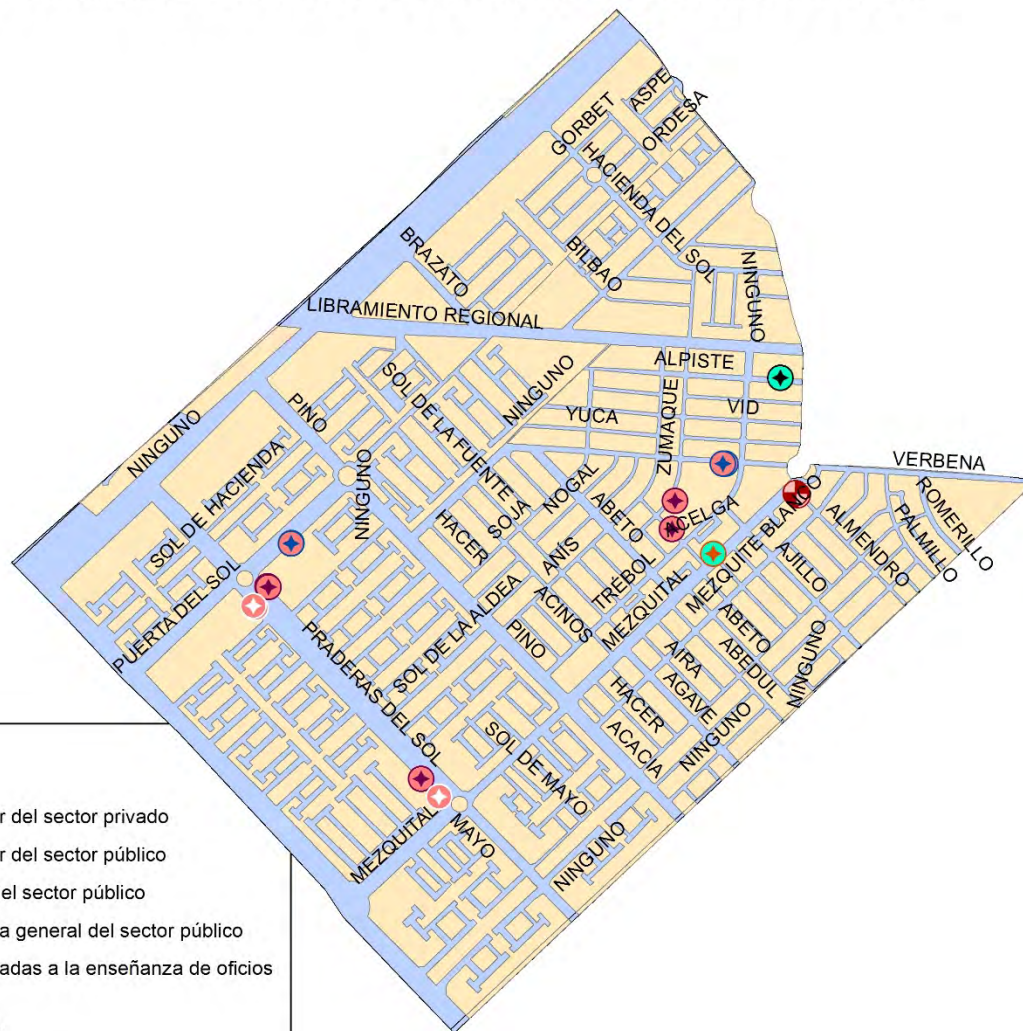 ASPE
GORBET
ORDESA
HACIENDA DEL SOL
BRAZATO
BILBAO
NINGUNO
LIBRAMIENTO REGIONAL
ALPISTE
NINGUNO
SOL DE LA FUENTE
PINO
ZUMAQUE
VID
YUCA
NINGUNO
VERBENA
SOL DE HACIENDA
NINGUNO
NOGAL
ABETO
SOJA
HACER
ACELGA
ROMERILLO
PALMILLO
ALMENDRO
MEZQUITE BLANCO
ANIS
TRÉBOL
AJILLO
PUERTA DEL SOL
ACINOS
MEZQUITAL
SOL DE LA ALDEA
PINO
ABETO
ABEDUL
NINGUNO
PRADERAS DEL SOL
AIRA
AGAVE
HACER
NINGUNO
ACACIA
SOL DE MAYO
MEZQUITAL
MAYO
NINGUNO
r del sector privado
r del sector público
el sector público
a general del sector público
adas a la enseñanza de oficios